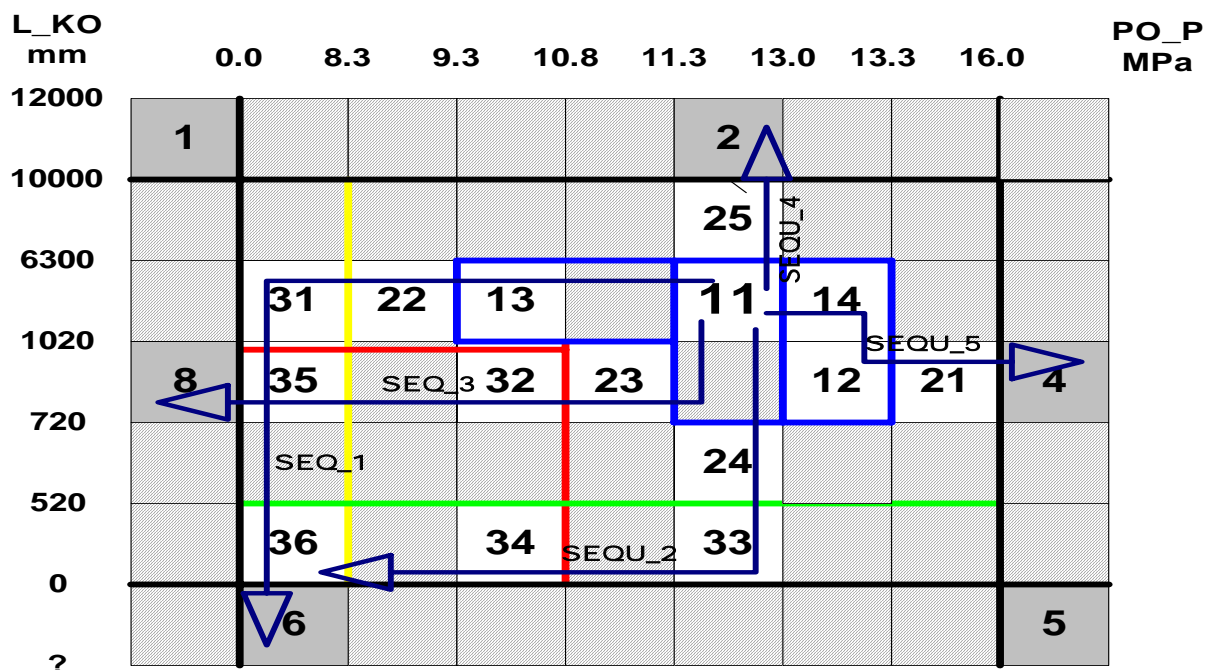 L_KO
mm
0.0 8.3 9.3 10.8 11.3 13.0 13.3 16.0
PO_P
MPa
12000
1 2
10000
25
SEQU_4
6300
31 22 13 11 14
1020
SEQU_5
8 35 SEQ_3 32 23 12 21 4
720
SEQ_1
24
520
36 34 SEQU_2 33
0
6 5
?